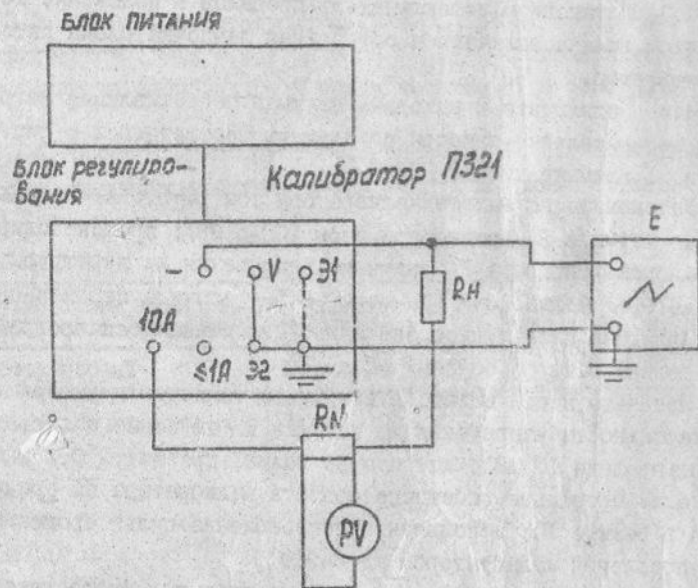 БЛОК ПИТАНИЯ
БЛОК РЕГУЛИРО-
ВАНИЯ
Калибратор П321
E
– V Э1
RН
10А
≤1А Э2
RN
PV